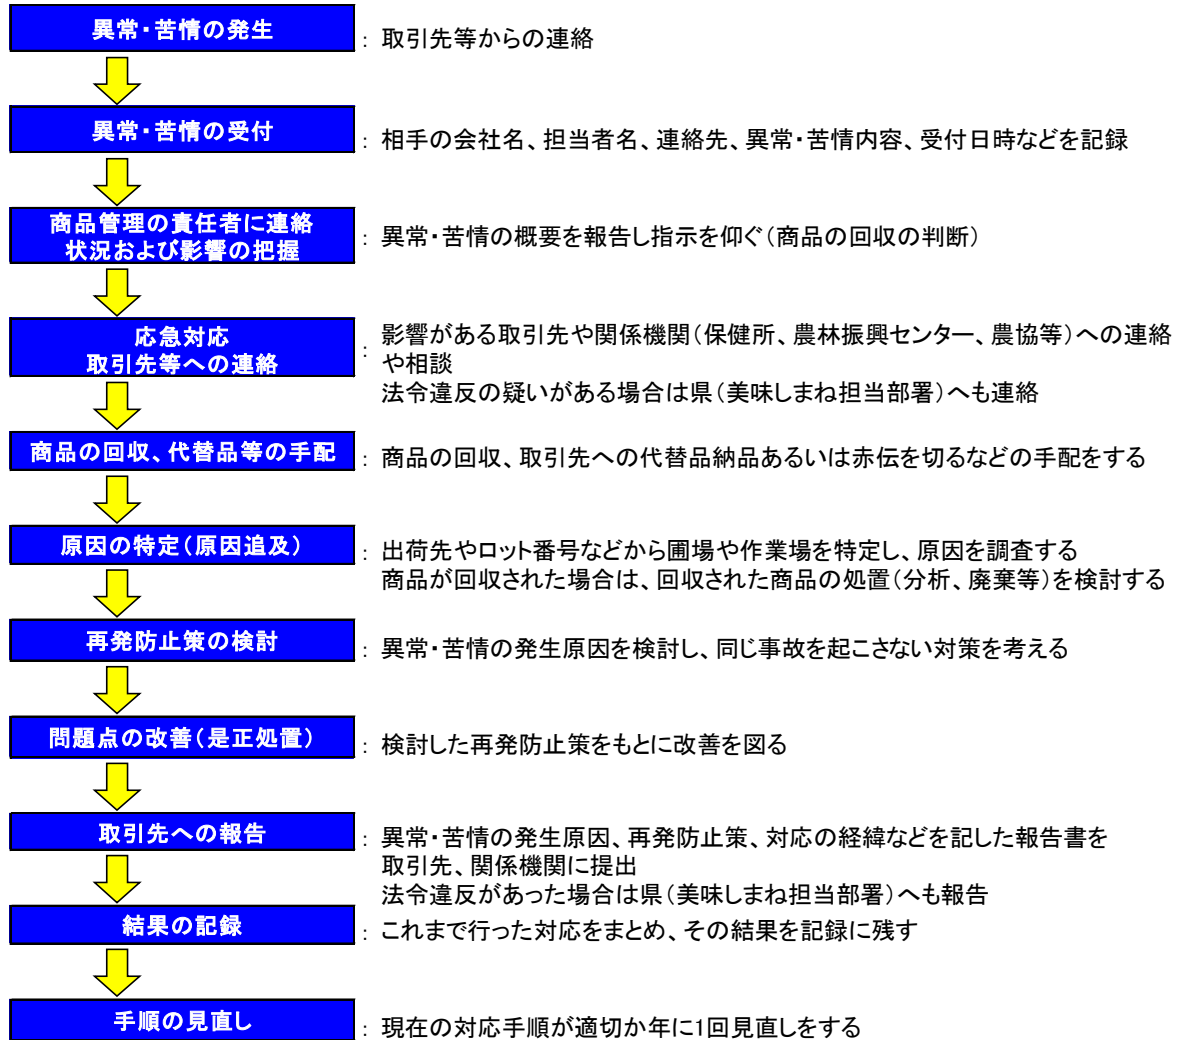 異常・苦情の発生
： 取引先等からの連絡
異常・苦情の受付
： 相手の会社名、担当者名、連絡先、異常・苦情内容、受付日時などを記録
商品管理の責任者に連絡
状況および影響の把握
： 異常・苦情の概要を報告し指示を仰ぐ（商品の回収の判断）
応急対応
取引先等への連絡
： 影響がある取引先や関係機関（保健所、農林振興センター、農協等）への連絡
や相談
法令違反の疑いがある場合は県（美味しまね担当部署）へも連絡
商品の回収、代替品等の手配
： 商品の回収、取引先への代替品納品あるいは赤伝を切るなどの手配をする
原因の特定（原因追及）
： 出荷先やロット番号などから圃場や作業場を特定し、原因を調査する
商品が回収された場合は、回収された商品の処置（分析、廃棄等）を検討する
再発防止策の検討
： 異常・苦情の発生原因を検討し、同じ事故を起こさない対策を考える
問題点の改善（是正処置）
： 検討した再発防止策をもとに改善を図る
取引先への報告
： 異常・苦情の発生原因、再発防止策、対応の経緯などを記した報告書を
取引先、関係機関に提出
法令違反があった場合は県（美味しまね担当部署）へも報告
結果の記録
： これまで行った対応をまとめ、その結果を記録に残す
手順の見直し
： 現在の対応手順が適切か年に1回見直しをする